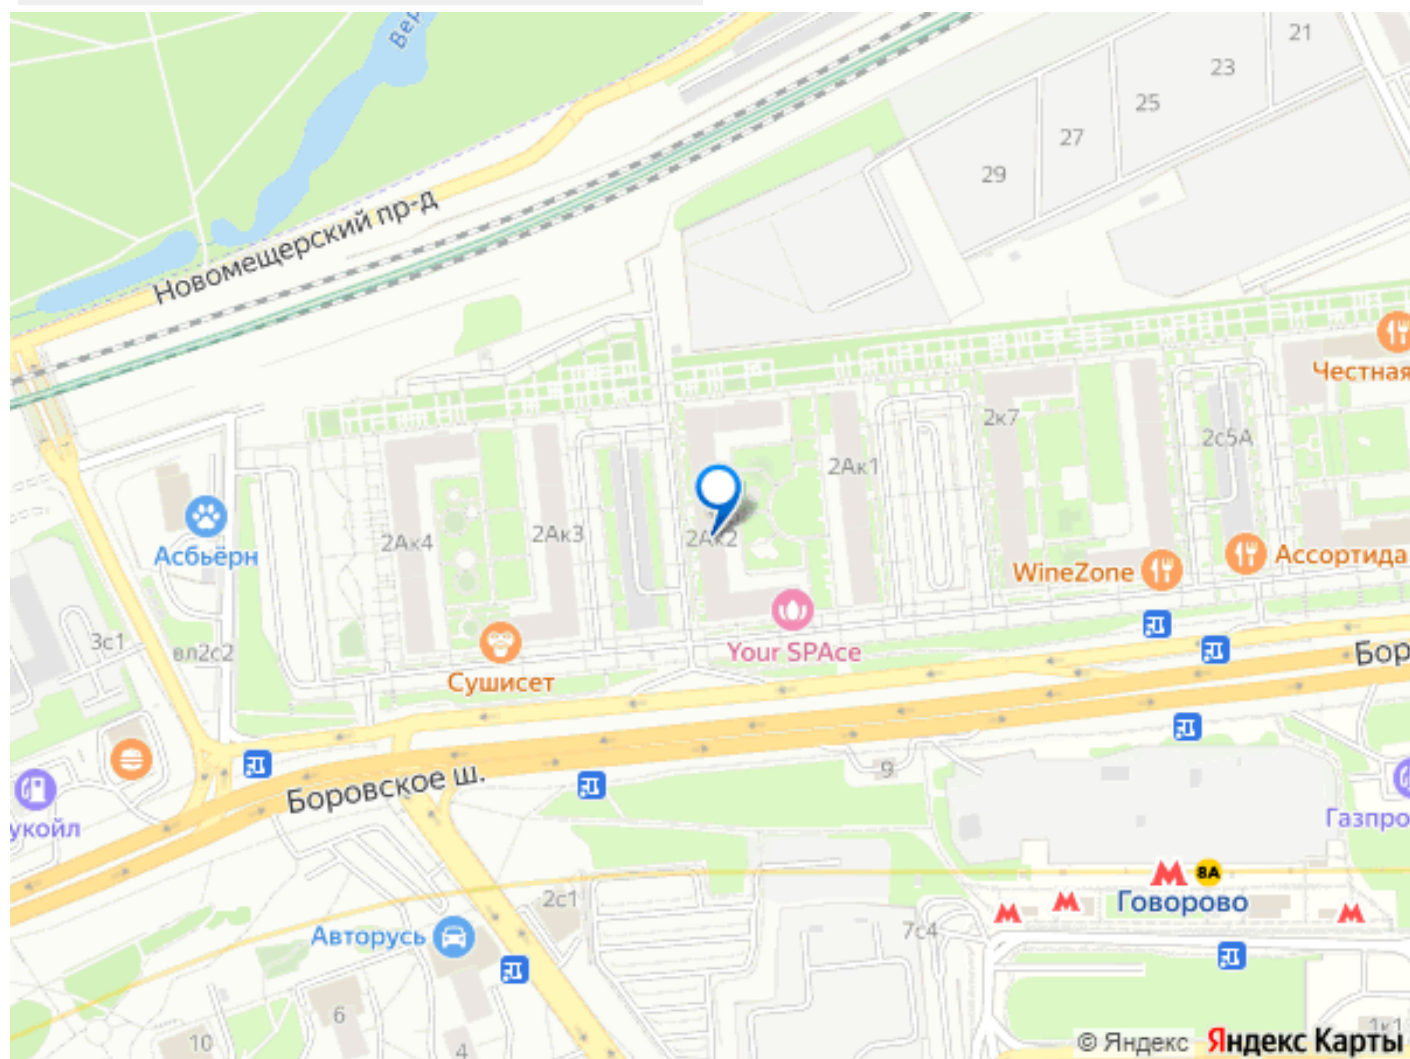 Вер
21
23
25
27
29
Новомещерский пр-д
Честная
2к7
2с5А
2Ак1
2Ак4
2Ак3
2Ак2
Асбьёрн
WineZone
Ассортида
3с1
вл2с2
Your SPAce
Сушисет
Бор
Боровское ш.
9
укойл
Газпро
8А
Говорово
2с1
7с4
Авторусь
6
10
4
1к1
© Яндекс Яндекс Карты